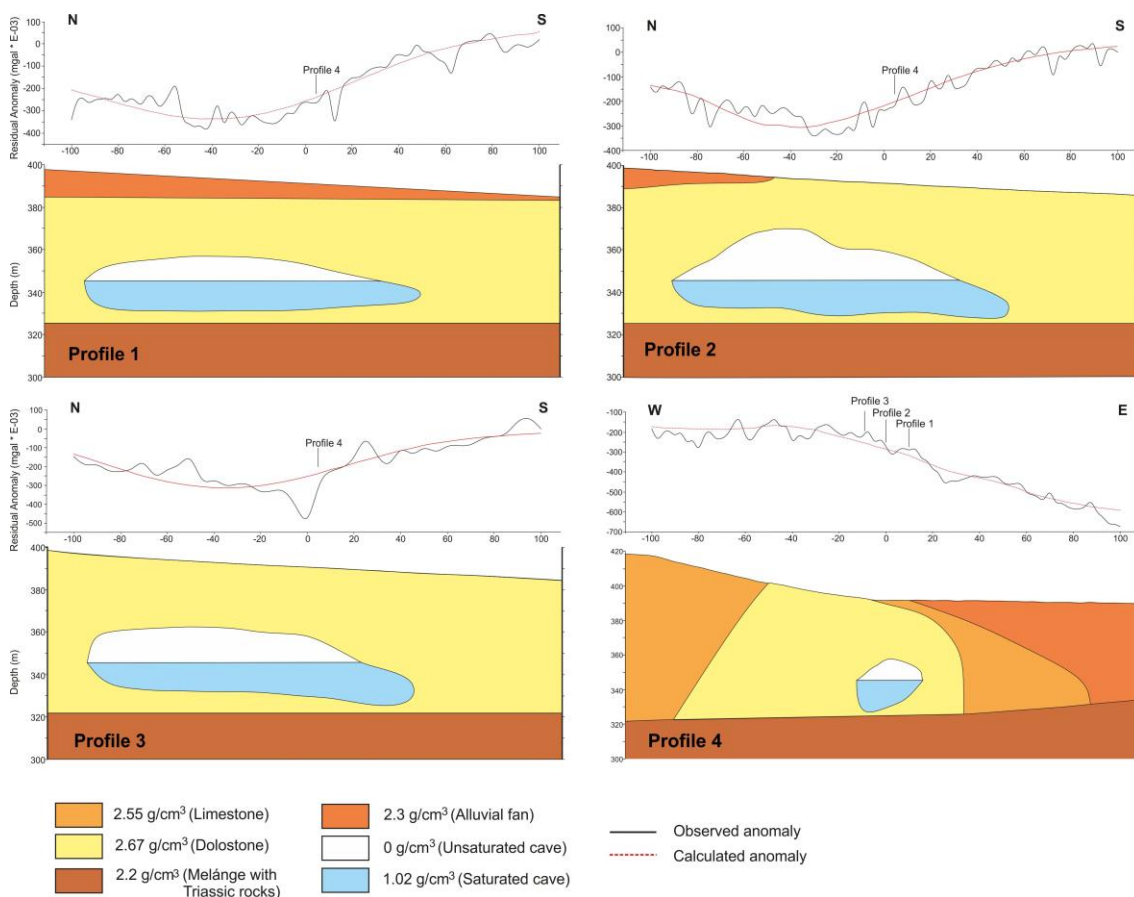 N S
Residual Anomaly (mgal * E-03)
100
0
-100
-200
-300
-400
Profile 4
-100 -80 -60 -40 -20 0 20 40 60 80 100
Depth (m)
400
380
360
340
320
300
Profile 1
N S
100
0
-100
-200
-300
Profile 4
-100 -80 -60 -40 -20 0 20 40 60 80 100
400
380
360
340
320
300
Profile 2
N S
Residual Anomaly (mgal * E-03)
100
0
-100
-200
-300
-400
-500
Profile 4
-100 -80 -60 -40 -20 0 20 40 60 80 100
Depth (m)
400
380
360
340
320
300
Profile 3
W E
-100
-200
-300
-400
-500
-600
-700
Profile 3
Profile 2
Profile 1
-100 -80 -60 -40 -20 0 20 40 60 80 100
420
400
380
360
340
320
300
Profile 4
2.55 g/cm³ (Limestone)
2.67 g/cm³ (Dolostone)
2.2 g/cm³ (Melánge with
Triassic rocks)
2.3 g/cm³ (Alluvial fan)
0 g/cm³ (Unsaturated cave)
1.02 g/cm³ (Saturated cave)
Observed anomaly
Calculated anomaly